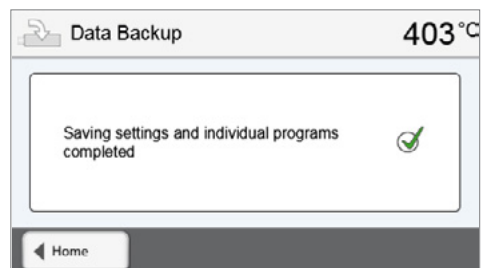 Data Backup 403°C
Saving settings and individual programs
completed
Home